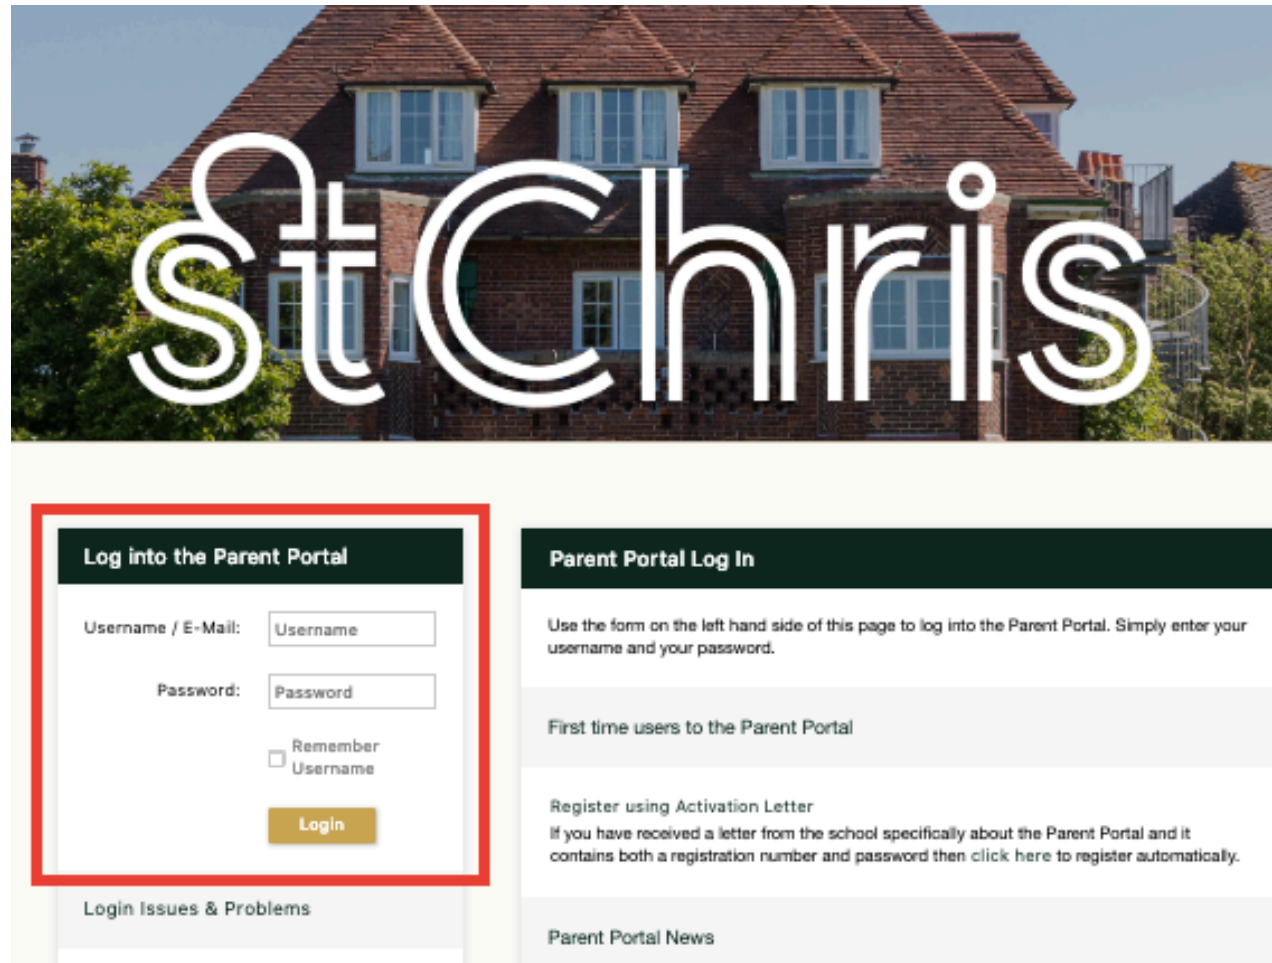 stChris
Log into the Parent Portal
Username / E-Mail:
Username
Password:
Password
Remember
Username
Login
Login Issues & Problems
Parent Portal Log In
Use the form on the left hand side of this page to log into the Parent Portal. Simply enter your
username and your password.
First time users to the Parent Portal
Register using Activation Letter
If you have received a letter from the school specifically about the Parent Portal and it
contains both a registration number and password then click here to register automatically.
Parent Portal News